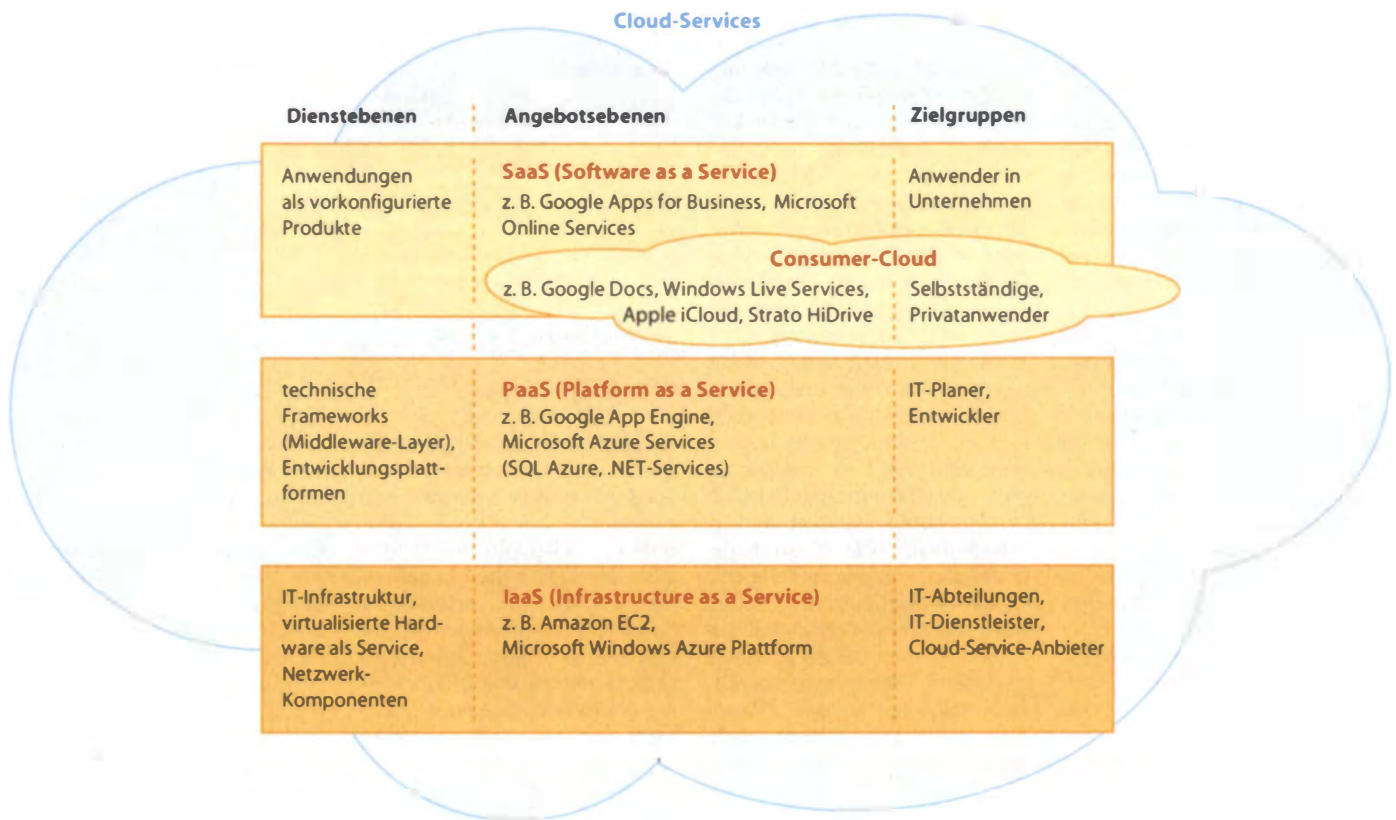 Cloud-Services
Dienstebenen
Angebotsebenen
Zielgruppen
Anwendungen
als vorkonfigurierte
Produkte
SaaS (Software as a Service)
z. B. Google Apps for Business, Microsoft
Online Services
Anwender in
Unternehmen
Consumer-Cloud
z. B. Google Docs, Windows Live Services,
Apple iCloud, Strato HiDrive
Selbstständige,
Privatanwender
technische
Frameworks
(Middleware-Layer),
Entwicklungsplatt-
formen
PaaS (Platform as a Service)
z. B. Google App Engine,
Microsoft Azure Services
(SQL Azure, .NET-Services)
IT-Planer,
Entwickler
IT-Infrastruktur,
virtualisierte Hard-
ware als Service,
Netzwerk-
Komponenten
IaaS (Infrastructure as a Service)
z. B. Amazon EC2,
Microsoft Windows Azure Plattform
IT-Abteilungen,
IT-Dienstleister,
Cloud-Service-Anbieter